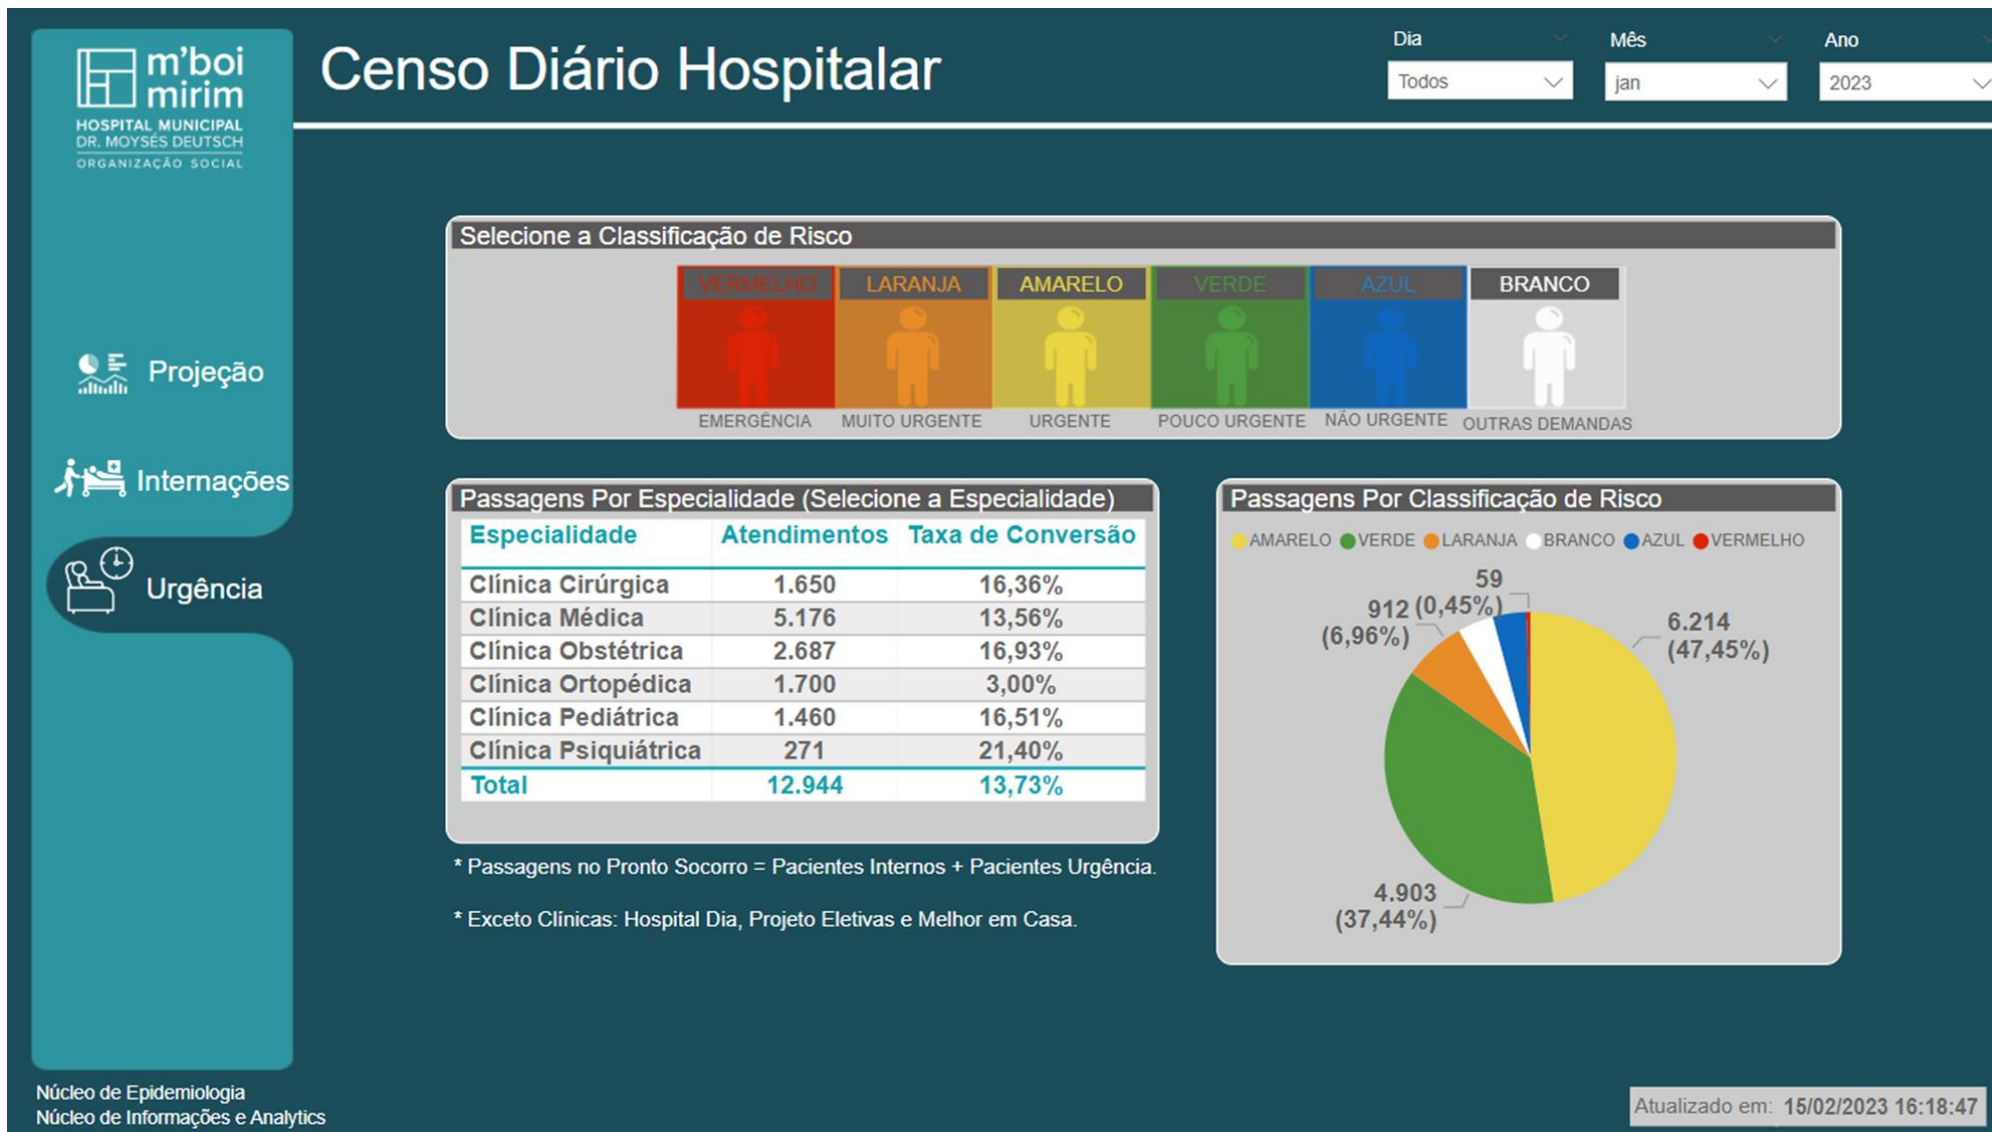 m'boi
mirim
HOSPITAL MUNICIPAL
DR. MOYSÉS DEUTSCH
ORGANIZAÇÃO SOCIAL
Censo Diário Hospitalar
Dia Mês Ano
Todos jan 2023
Projeção
Internações
Urgência
Selecione a Classificação de Risco
VERMELHO LARANJA AMARELO VERDE AZUL BRANCO
EMERGÊNCIA MUITO URGENTE URGENTE POUCO URGENTE NÃO URGENTE OUTRAS DEMANDAS
Passagens Por Especialidade (Selecione a Especialidade)
Especialidade Atendimentos Taxa de Conversão
Clínica Cirúrgica 1.650 16,36%
Clínica Médica 5.176 13,56%
Clínica Obstétrica 2.687 16,93%
Clínica Ortopédica 1.700 3,00%
Clínica Pediátrica 1.460 16,51%
Clínica Psiquiátrica 271 21,40%
Total 12.944 13,73%
* Passagens no Pronto Socorro = Pacientes Internos + Pacientes Urgência.
* Exceto Clínicas: Hospital Dia, Projeto Eletivas e Melhor em Casa.
Passagens Por Classificação de Risco
AMARELO VERDE LARANJA BRANCO AZUL VERMELHO
59
(0,45%)
912
(6,96%)
6.214
(47,45%)
4.903
(37,44%)
Núcleo de Epidemiologia
Núcleo de Informações e Analytics
Atualizado em: 15/02/2023 16:18:47